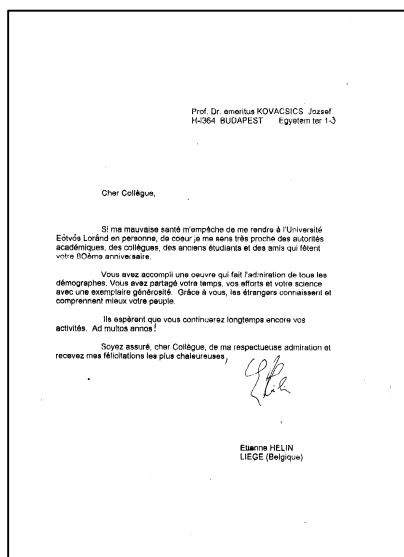 Prof. Dr. emeritus KOVACSICS Jozsef
H-1364 BUDAPEST Egyetem ter 1-3
Cher Collègue,
Si ma mauvaise santé m'empêche de me rendre à l'Université
Eötvös Loránd en personne, de coeur je me sens très proche des autorités
académiques, des collègues, des anciens étudiants et des amis qui fêtent
votre 80ème anniversaire.
Vous avez accompli une oeuvre qui fait l'admiration de tous les
démographes. Vous avez partagé votre temps, vos efforts et votre science
avec une exemplaire générosité. Grâce à vous, les étrangers connaissent et
comprennent mieux votre peuple.
Ils espèrent que vous continuerez longtemps encore vos
activités. Ad multos annos !
Soyez assuré, cher Collègue, de ma respectueuse admiration et
recevez mes félicitations les plus chaleureuses,
Etienne HELIN
LIEGE (Belgique)